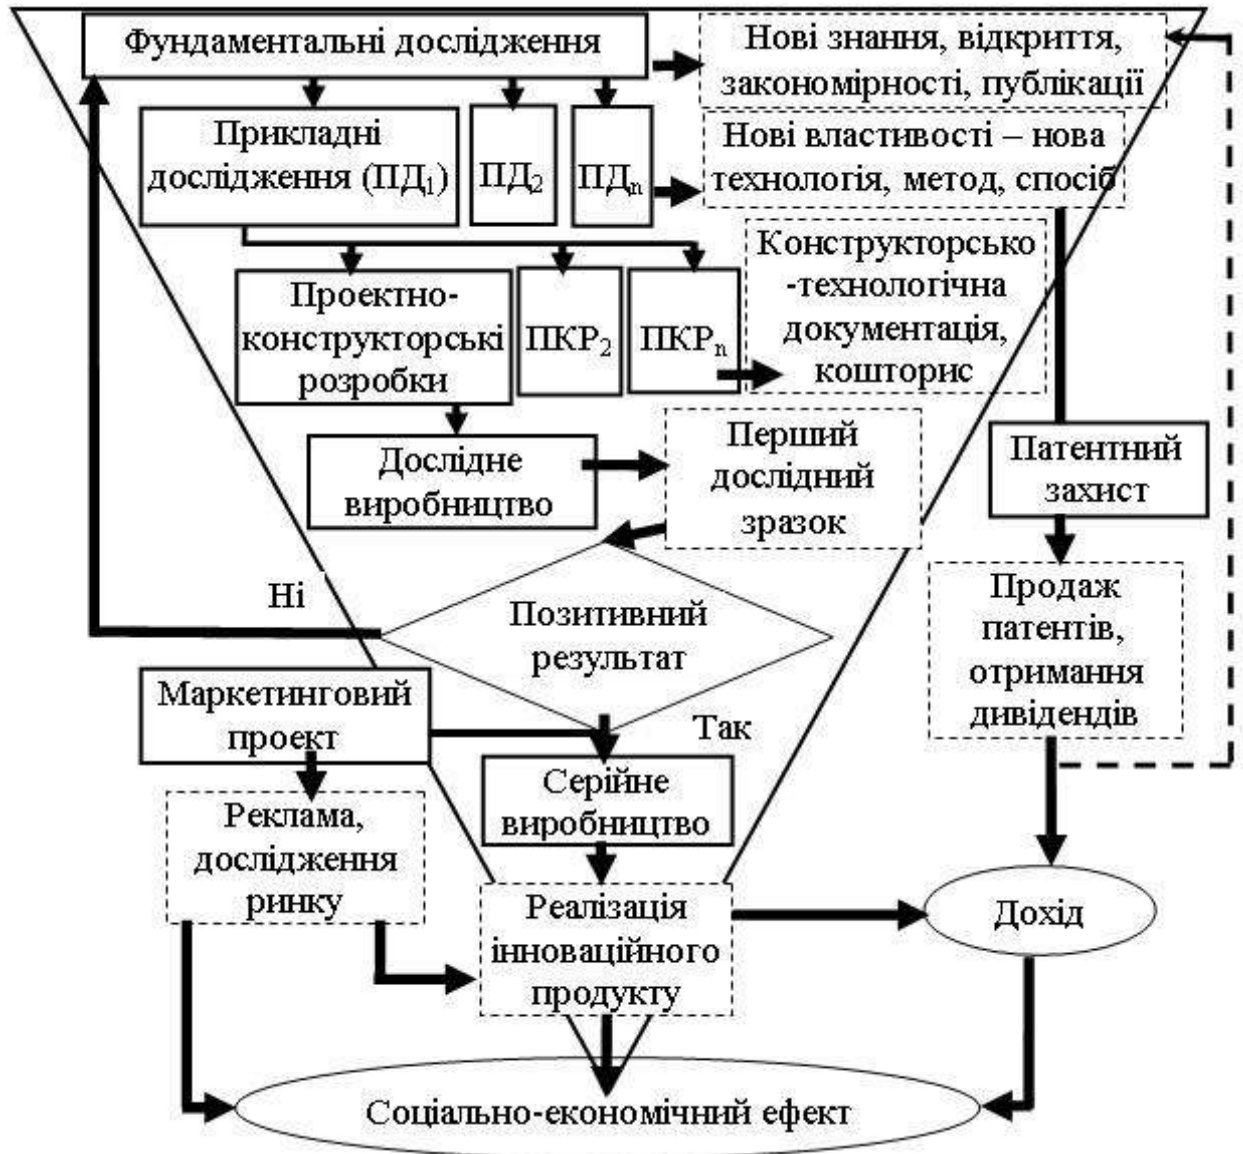 Фундаментальні дослідження
Нові знання, відкриття,
закономірності, публікації
Прикладні
дослідження (ПД₁)
ПД₂
ПДₙ
Нові властивості – нова
технологія, метод, спосіб
Проектно-
конструкторські
розробки
ПКР₂
ПКРₙ
Конструкторсько
-технологічна
документація,
кошторис
Дослідне
виробництво
Перший
дослідний
зразок
Патентний
захист
Ні
Позитивний
результат
Продаж
патентів,
отримання
дивідендів
Маркетинговий
проект
Так
Серійне
виробництво
Реклама,
дослідження
ринку
Реалізація
інноваційного
продукту
Дохід
Соціально-економічний ефект